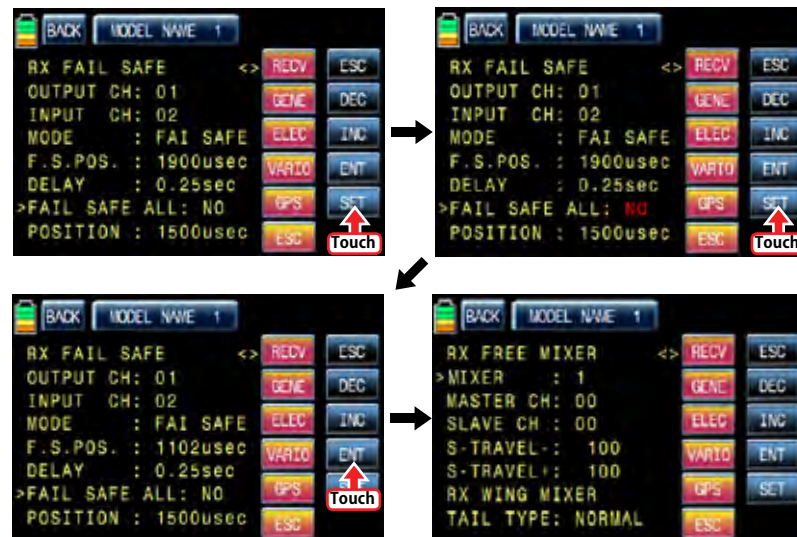 BACK MODEL NAME 1
RX FAIL SAFE <> RECV ESC
OUTPUT CH: 01 GENE DEC
INPUT CH: 02
MODE : FAI SAFE ELEC INC
F.S.POS. : 1900usec VARIO ENT
DELAY : 0.25sec
>FAIL SAFE ALL: NO GPS SET
POSITION : 1500usec ESC Touch
BACK MODEL NAME 1
RX FAIL SAFE <> RECV ESC
OUTPUT CH: 01 GENE DEC
INPUT CH: 02
MODE : FAI SAFE ELEC INC
F.S.POS. : 1900usec VARIO ENT
DELAY : 0.25sec
>FAIL SAFE ALL: NO GPS SET
POSITION : 1500usec ESC Touch
BACK MODEL NAME 1
RX FAIL SAFE <> RECV ESC
OUTPUT CH: 01 GENE DEC
INPUT CH: 02
MODE : FAI SAFE ELEC INC
F.S.POS. : 1102usec VARIO ENT
DELAY : 0.25sec
>FAIL SAFE ALL: NO GPS Touch
POSITION : 1500usec ESC
BACK MODEL NAME 1
RX FREE MIXER <> RECV ESC
>MIXER : 1 GENE DEC
MASTER CH: 00
SLAVE CH : 00 ELEC INC
S-TRAVEL-: 100 VARIO ENT
S-TRAVEL+: 100
RX WING MIXER GPS SET
TAIL TYPE: NORMAL ESC